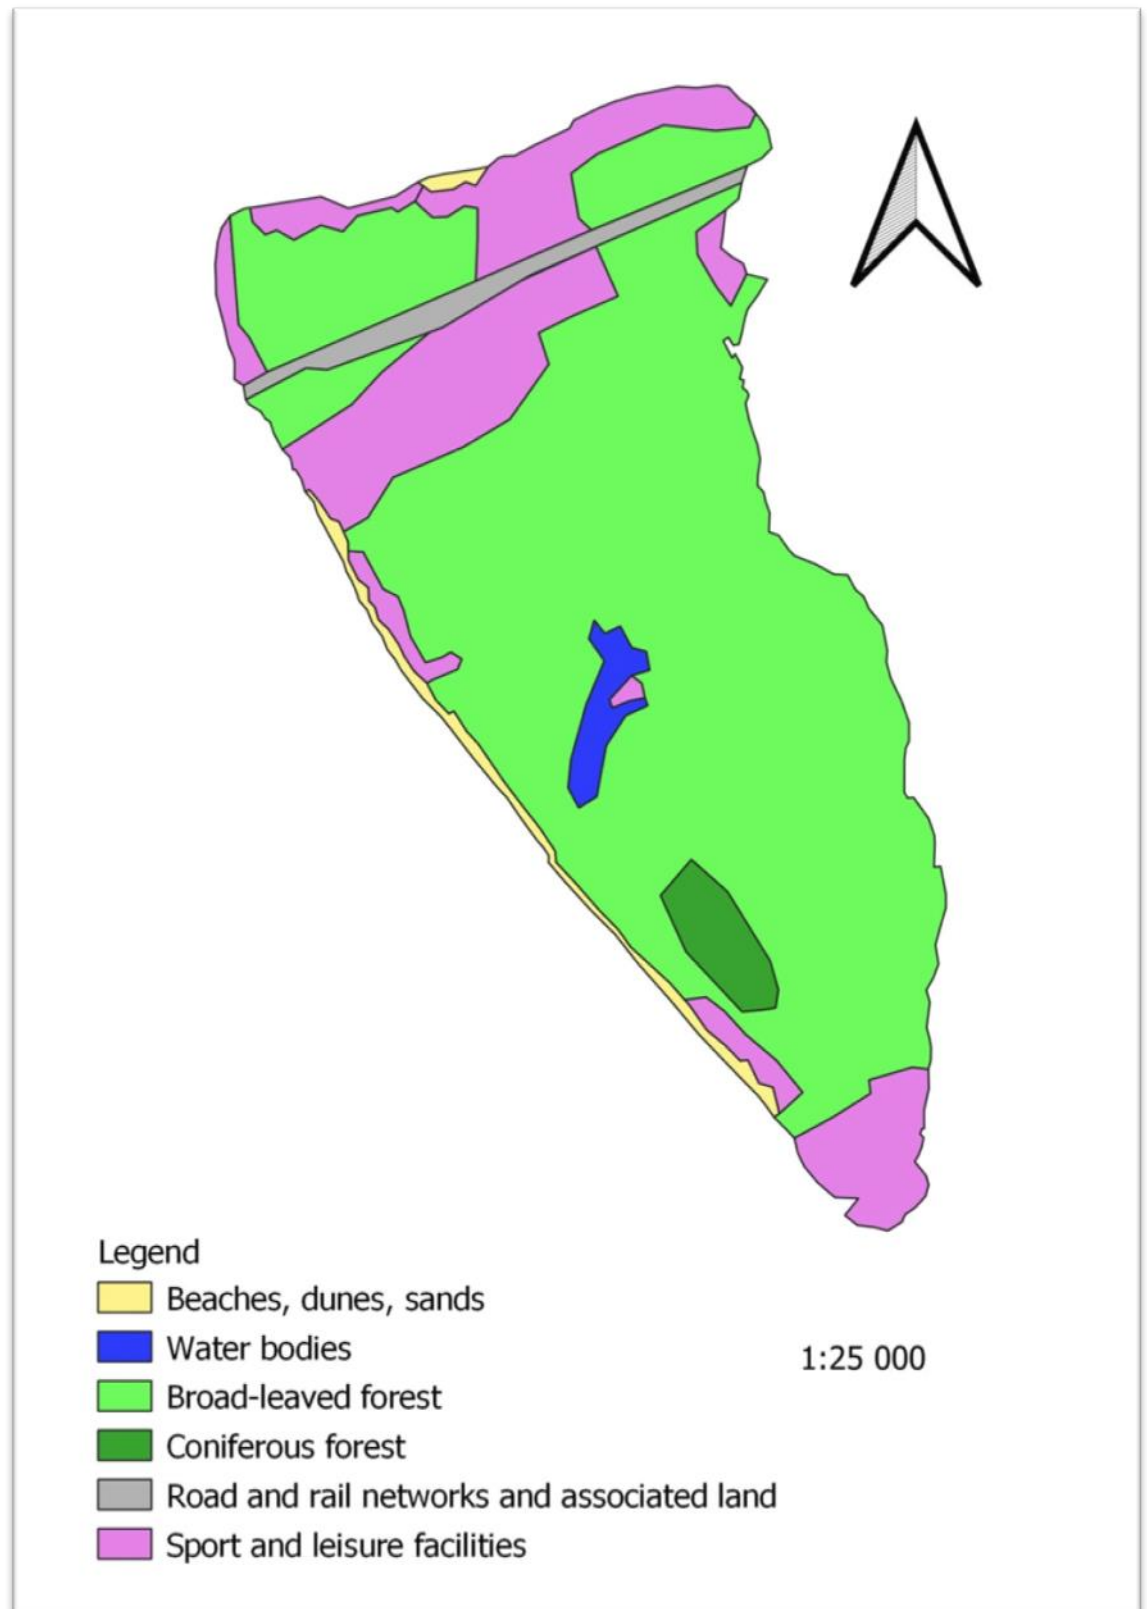 Legend
Beaches, dunes, sands
Water bodies
1:25 000
Broad-leaved forest
Coniferous forest
Road and rail networks and associated land
Sport and leisure facilities